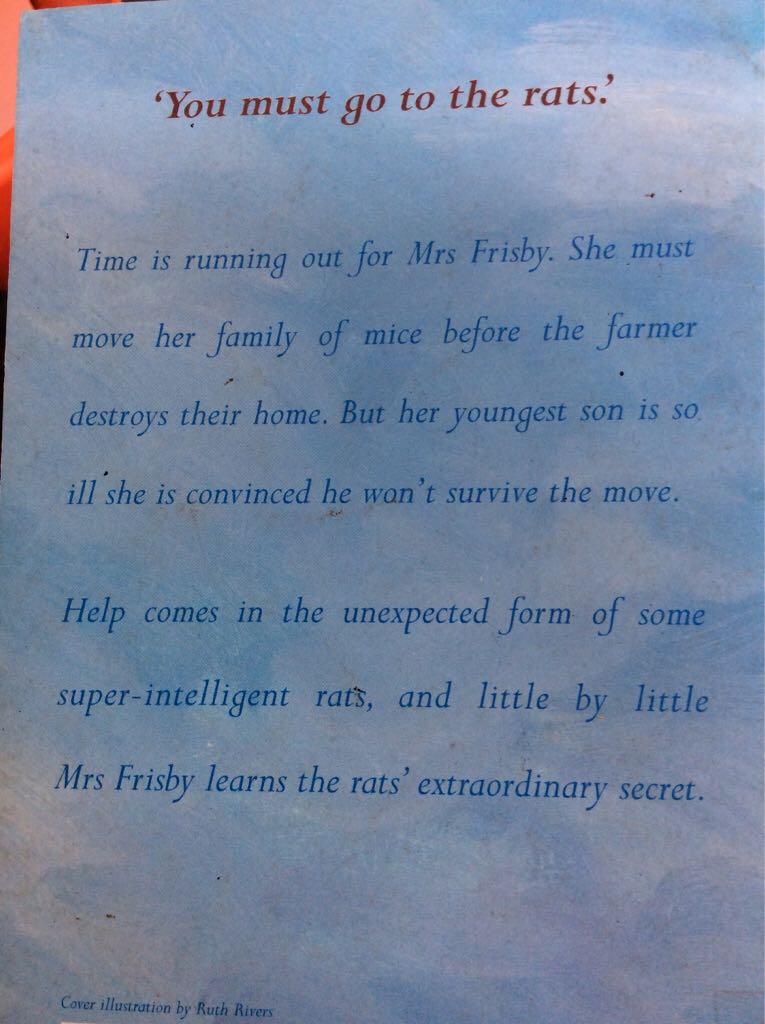 ‘You must go to the rats.’
Time is running out for Mrs Frisby. She must
move her family of mice before the farmer
destroys their home. But her youngest son is so
ill she is convinced he won’t survive the move.
Help comes in the unexpected form of some
super-intelligent rats, and little by little
Mrs Frisby learns the rats’ extraordinary secret.
Cover illustration by Ruth Rivers